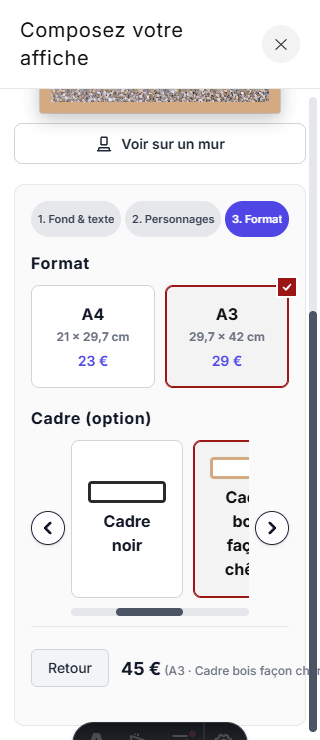 Composez votre
affiche
Voir sur un mur
1. Fond & texte
2. Personnages
3. Format
Format
A4
21 × 29,7 cm
23 €
A3
29,7 × 42 cm
29 €
Cadre (option)
Cadre
noir
Retour
45 € (A3 · Cadre bois façon